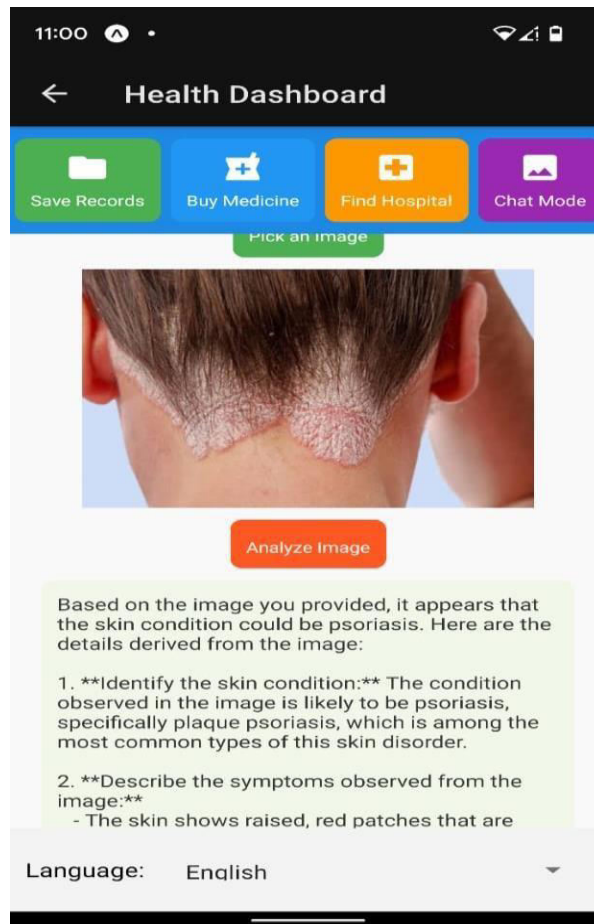 11:00
Health Dashboard
Save Records
Buy Medicine
Find Hospital
Chat Mode
Pick an image
Analyze Image
Based on the image you provided, it appears that
the skin condition could be psoriasis. Here are the
details derived from the image:
1. **Identify the skin condition:** The condition
observed in the image is likely to be psoriasis,
specifically plaque psoriasis, which is among the
most common types of this skin disorder.
2. **Describe the symptoms observed from the
image:**
- The skin shows raised, red patches that are
Language:
English